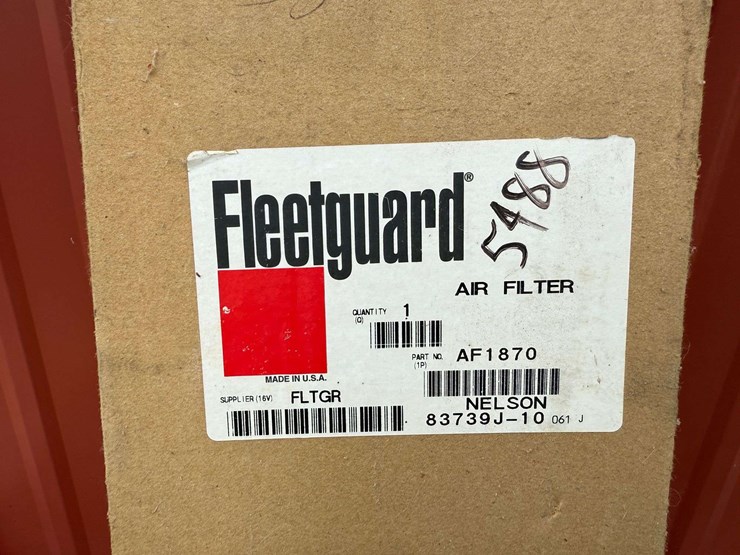 Fleetguard®
5488
AIR FILTER
QUANTITY 1
(Q)
PART NO. AF1870
(1P)
MADE IN U.S.A.
SUPPLIER (16V) FLTGR
NELSON
83739J-10 061 J